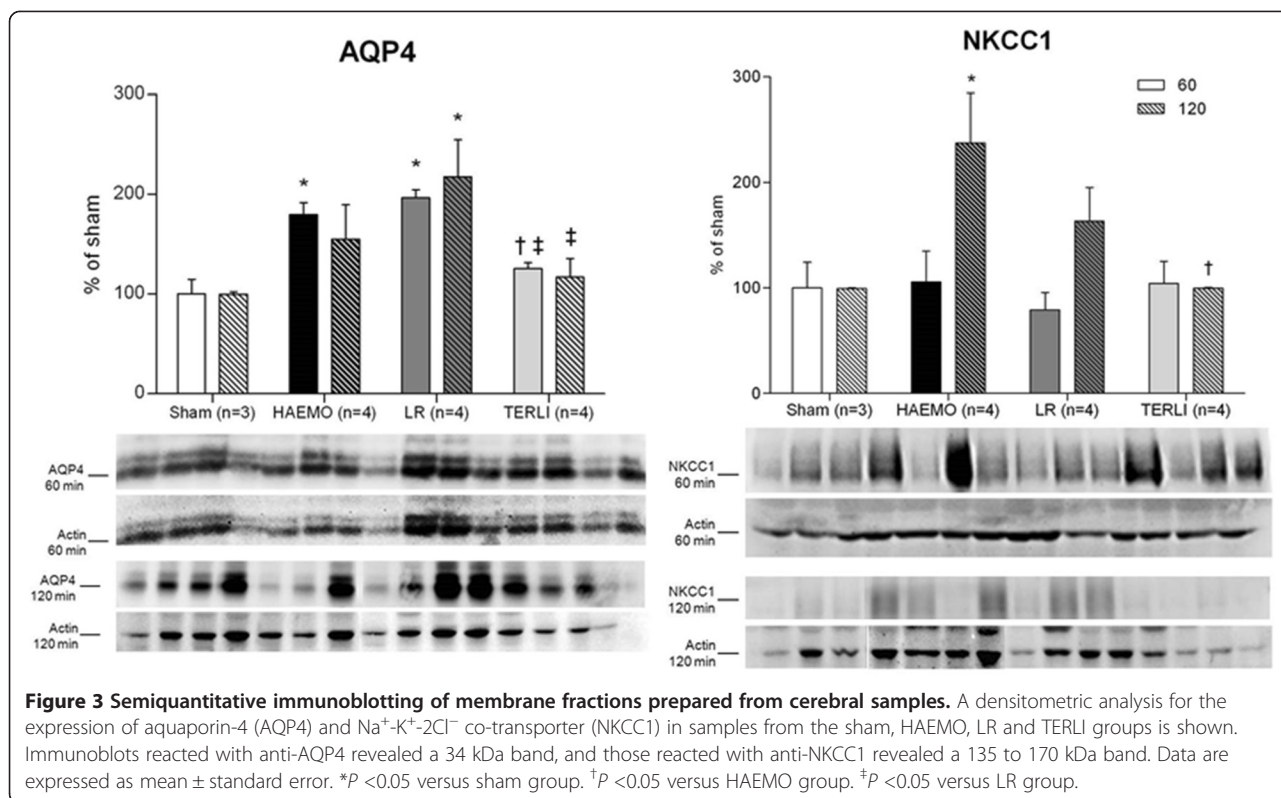 AQP4
300
200
100
0
% of sham
*
*
*
† ‡
‡
Sham (n=3) HAEMO (n=4) LR (n=4) TERLI (n=4)
AQP4
60 min
Actin
60 min
AQP4
120 min
Actin
120 min
NKCC1
60
120
300
200
100
0
% of sham
*
†
Sham (n=3) HAEMO (n=4) LR (n=4) TERLI (n=4)
NKCC1
60 min
Actin
60 min
NKCC1
120 min
Actin
120 min
Figure 3 Semiquantitative immunoblotting of membrane fractions prepared from cerebral samples. A densitometric analysis for the
expression of aquaporin-4 (AQP4) and Na⁺-K⁺-2Cl⁻ co-transporter (NKCC1) in samples from the sham, HAEMO, LR and TERLI groups is shown.
Immunoblots reacted with anti-AQP4 revealed a 34 kDa band, and those reacted with anti-NKCC1 revealed a 135 to 170 kDa band. Data are
expressed as mean ± standard error. *P <0.05 versus sham group. †P <0.05 versus HAEMO group. ‡P <0.05 versus LR group.